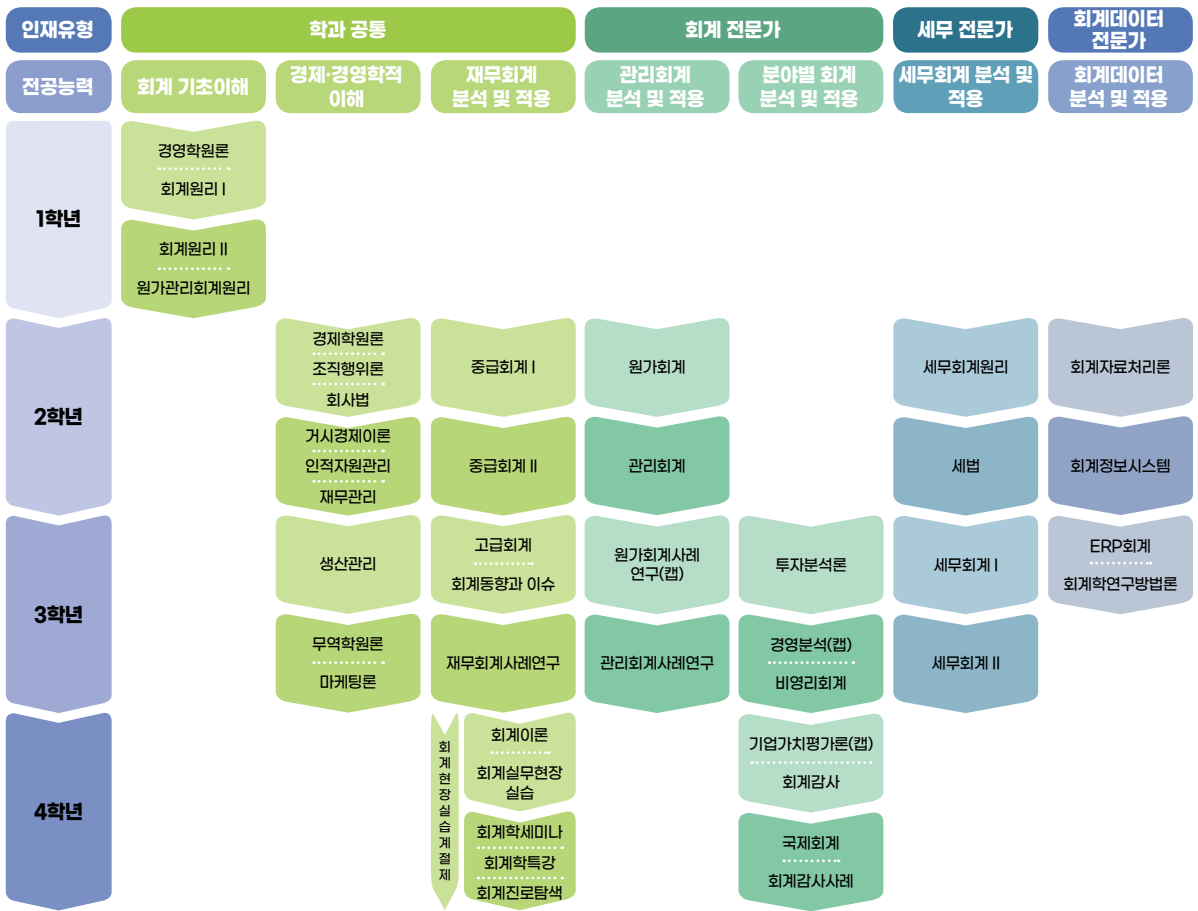 인재유형
학과 공통
회계 전문가
세무 전문가
회계데이터
전문가
전공능력
회계 기초이해
경제·경영학적
이해
재무회계
분석 및 적용
관리회계
분석 및 적용
분야별 회계
분석 및 적용
세무회계 분석 및
적용
회계데이터
분석 및 적용
1학년
경영학원론
회계원리 I
회계원리 II
원가관리회계원리
2학년
경제학원론
조직행위론
회사법
중급회계 I
원가회계
세무회계원리
회계자료처리론
거시경제이론
인적자원관리
재무관리
중급회계 II
관리회계
세법
회계정보시스템
3학년
생산관리
고급회계
회계동향과 이슈
원가회계사례
연구(캡)
투자분석론
세무회계 I
ERP회계
회계학연구방법론
무역학원론
마케팅론
재무회계사례연구
관리회계사례연구
경영분석(캡)
비영리회계
세무회계 II
4학년
회계현장실습계절제
회계이론
회계실무현장
실습
기업가치평가론(캡)
회계감사
회계학세미나
회계학특강
회계진로탐색
국제회계
회계감사사례